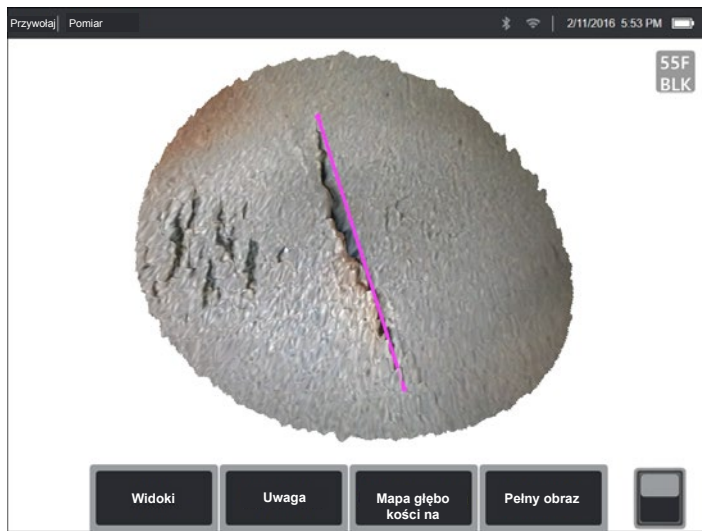 Przywołaj| Pomiar
2/11/2016 5:53 PM
55F
BLK
Widoki
Uwaga
Mapa głębo
kości na
Pełny obraz